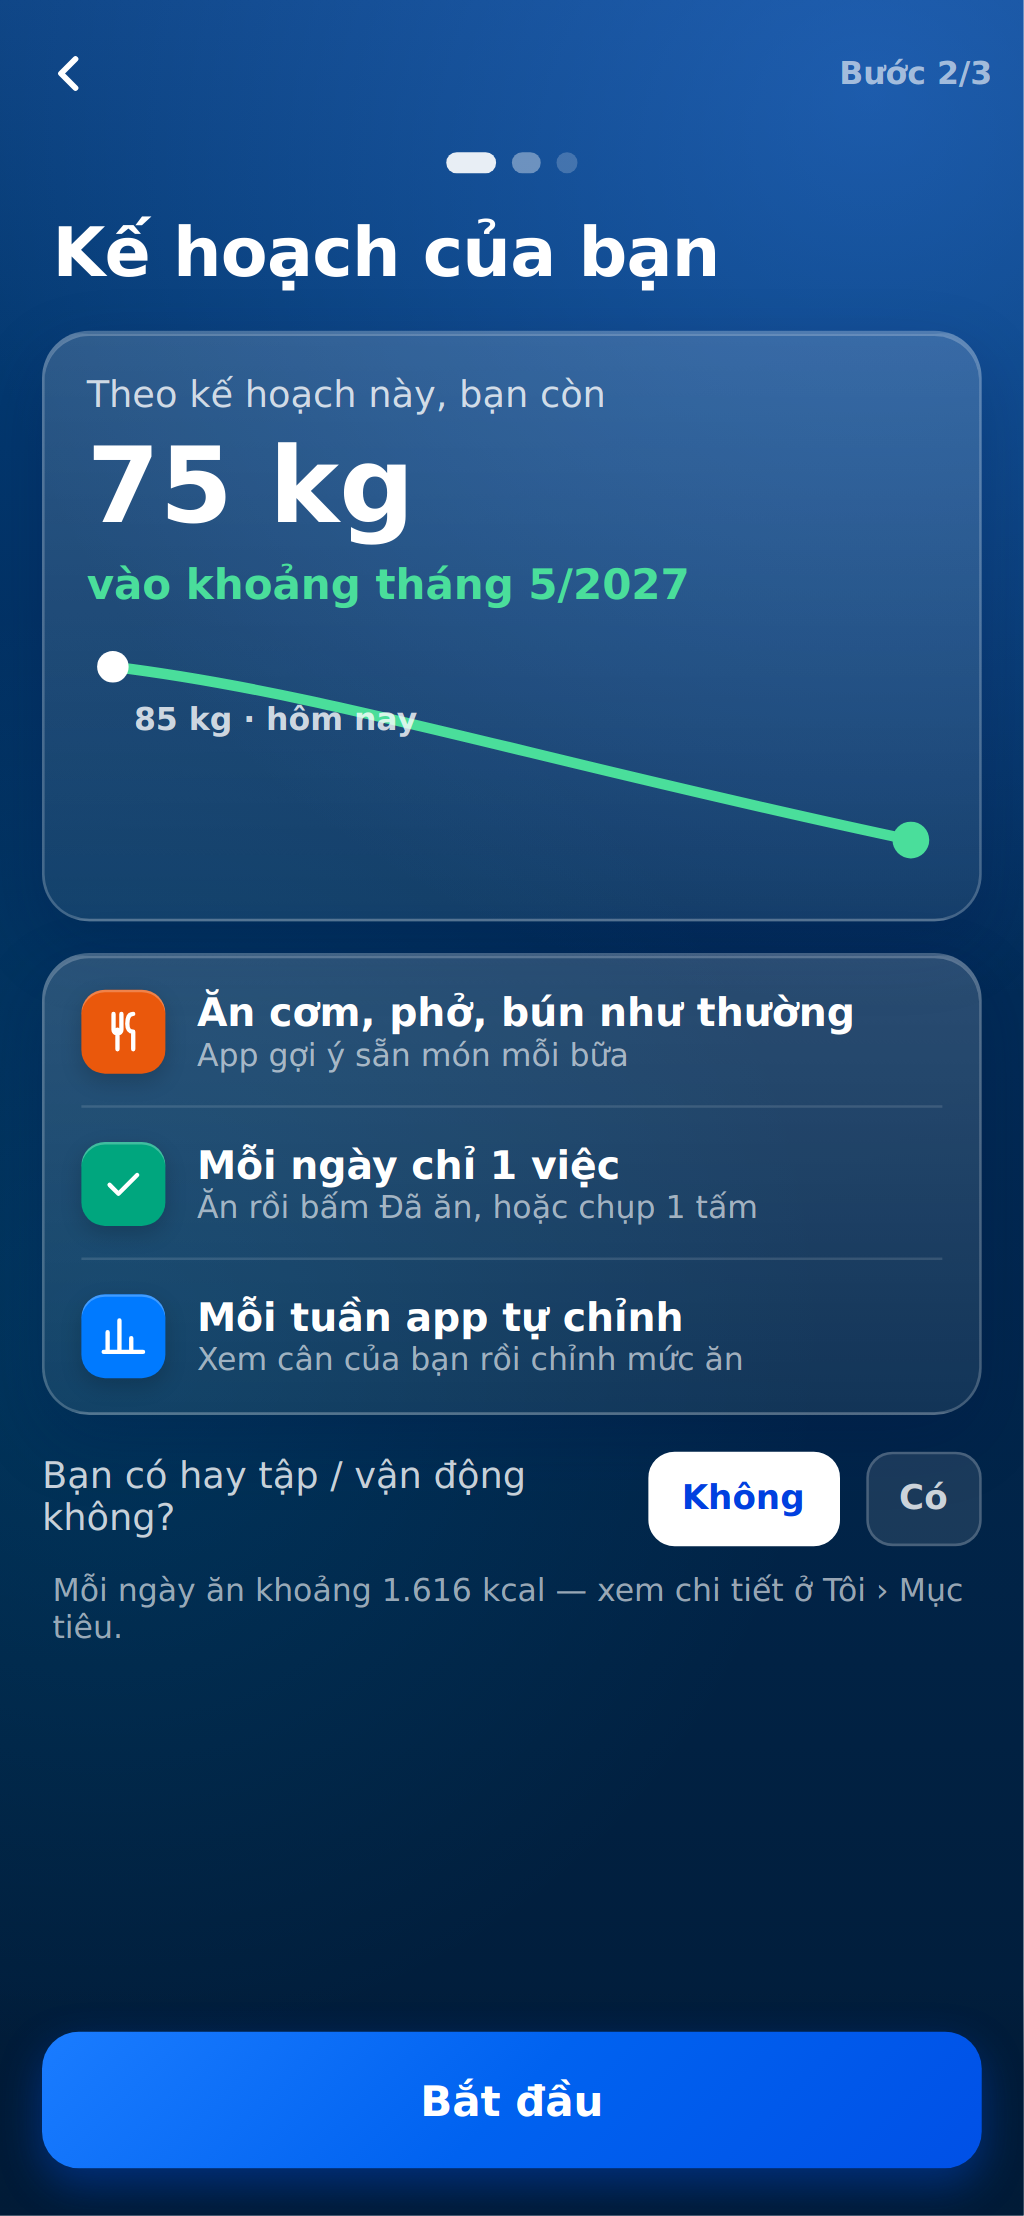 Bước 2/3
Kế hoạch của bạn
Theo kế hoạch này, bạn còn
75 kg
vào khoảng tháng 5/2027
85 kg · hôm nay
Ăn cơm, phở, bún như thường
App gợi ý sẵn món mỗi bữa
Mỗi ngày chỉ 1 việc
Ăn rồi bấm Đã ăn, hoặc chụp 1 tấm
Mỗi tuần app tự chỉnh
Xem cân của bạn rồi chỉnh mức ăn
Bạn có hay tập / vận động
không?
Không
Có
Mỗi ngày ăn khoảng 1.616 kcal — xem chi tiết ở Tôi › Mục
tiêu.
Bắt đầu